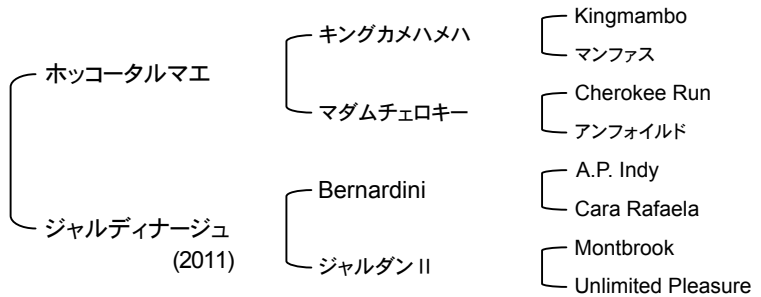 ホッコータルマエ
ジャルディナージュ
(2011)
キングカメハメハ
マダムチェロキー
Bernardini
ジャルダンⅡ
Kingmambo
マンファス
Cherokee Run
アンフォイルド
A.P. Indy
Cara Rafaela
Montbrook
Unlimited Pleasure